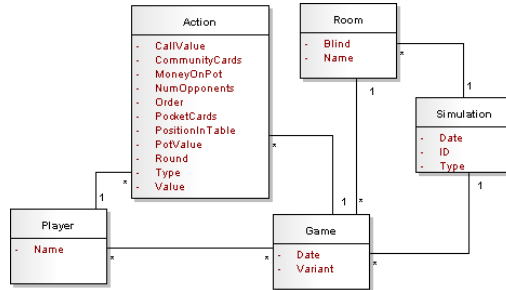 Action
- CallValue
- CommunityCards
- MoneyOnPot
- NumOpponents
- Order
- PocketCards
- PositionInTable
- PotValue
- Round
- Type
- Value
Room
- Blind
- Name
*
1
1
Simulation
- Date
- ID
- Type
*
1
*
1
1
*
Player
- Name
Game
- Date
- Variant
*
*
*